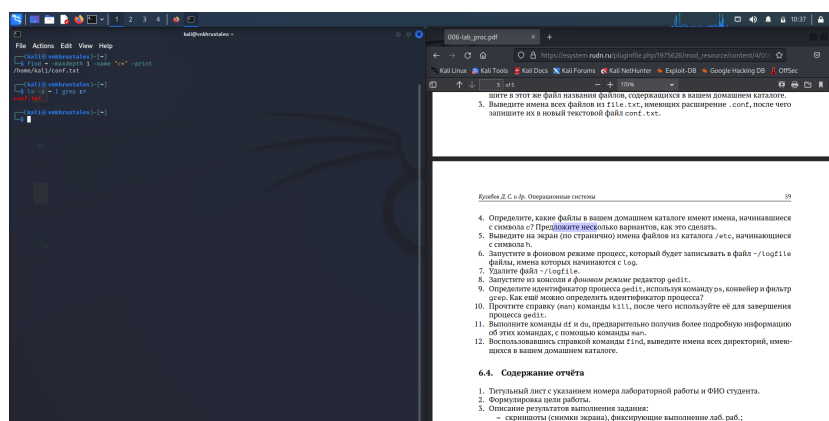 1 2 3 4
10:37
kali@vnkhrustalev: ~
File Actions Edit View Help
┌──(kali㉿vnkhrustalev)-[~]
└─$ find ~ -maxdepth 1 -name "c*" -print
/home/kali/conf.txt
┌──(kali㉿vnkhrustalev)-[~]
└─$ ls -a ~ | grep c*
conf.txt
┌──(kali㉿vnkhrustalev)-[~]
└─$
006-lab_proc.pdf
https://esystem.rudn.ru/pluginfile.php/1975626/mod_resource/content/4/00
Kali Linux Kali Tools Kali Docs Kali Forums Kali NetHunter Exploit-DB Google Hacking DB OffSec
5 of 5 170%
шите в этот же файл названия файлов, содержащихся в вашем домашнем каталоге.
3. Выведите имена всех файлов из file.txt, имеющих расширение .conf, после чего
запишите их в новый текстовой файл conf.txt.
Кулябов Д. С. и др. Операционные системы 59
4. Определите, какие файлы в вашем домашнем каталоге имеют имена, начинавшиеся
с символа c? Предложите несколько вариантов, как это сделать.
5. Выведите на экран (по странично) имена файлов из каталога /etc, начинающиеся
с символа h.
6. Запустите в фоновом режиме процесс, который будет записывать в файл ~/logfile
файлы, имена которых начинаются с log.
7. Удалите файл ~/logfile.
8. Запустите из консоли в фоновом режиме редактор gedit.
9. Определите идентификатор процесса gedit, используя команду ps, конвейер и фильтр
grep. Как ещё можно определить идентификатор процесса?
10. Прочтите справку (man) команды kill, после чего используйте её для завершения
процесса gedit.
11. Выполните команды df и du, предварительно получив более подробную информацию
об этих командах, с помощью команды man.
12. Воспользовавшись справкой команды find, выведите имена всех директорий, имею-
щихся в вашем домашнем каталоге.
6.4. Содержание отчёта
1. Титульный лист с указанием номера лабораторной работы и ФИО студента.
2. Формулировка цели работы.
3. Описание результатов выполнения задания:
– скриншоты (снимки экрана), фиксирующие выполнение лаб. раб.;